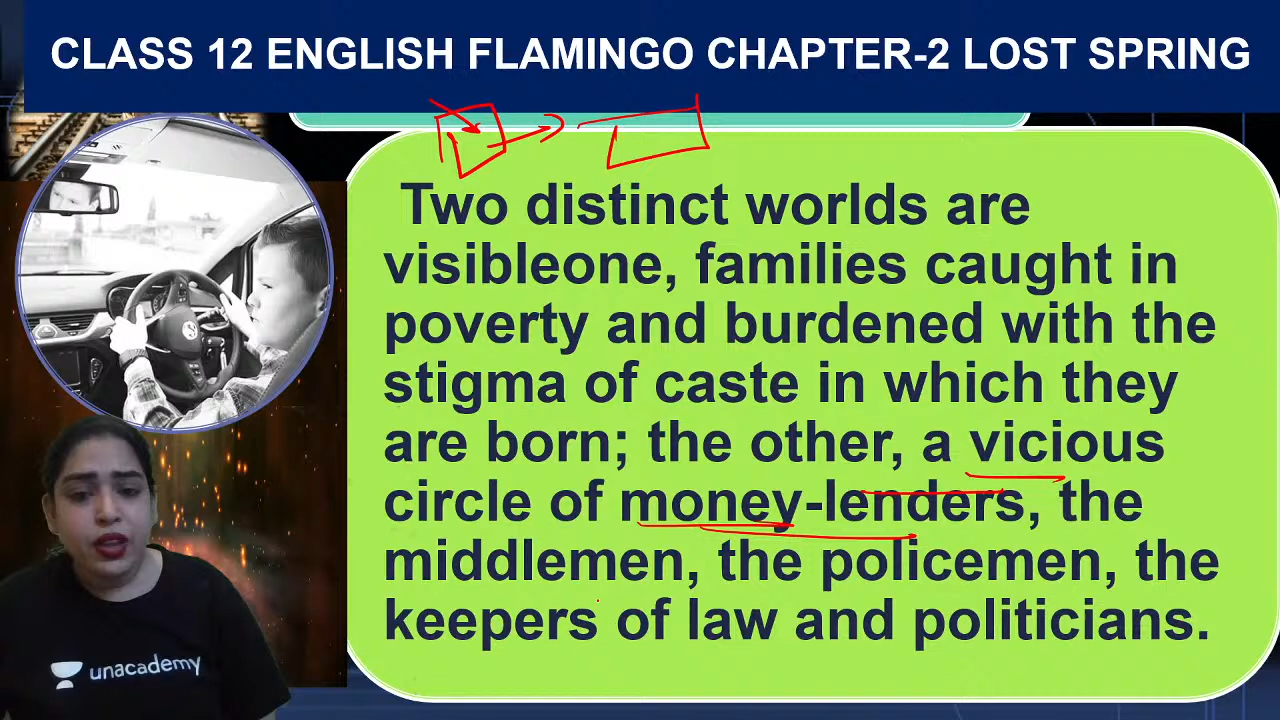 CLASS 12 ENGLISH FLAMINGO CHAPTER-2 LOST SPRING
Two distinct worlds are
visibleone, families caught in
poverty and burdened with the
stigma of caste in which they
are born; the other, a vicious
circle of money-lenders, the
middlemen, the policemen, the
keepers of law and politicians.
unacademy